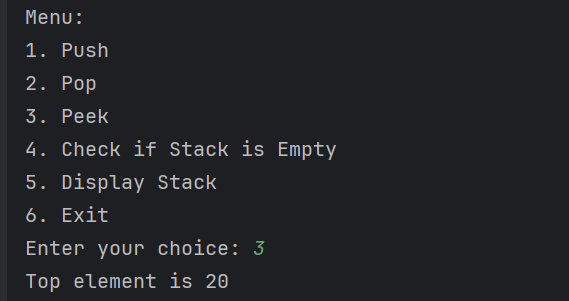 Menu:
1. Push
2. Pop
3. Peek
4. Check if Stack is Empty
5. Display Stack
6. Exit
Enter your choice: 3
Top element is 20